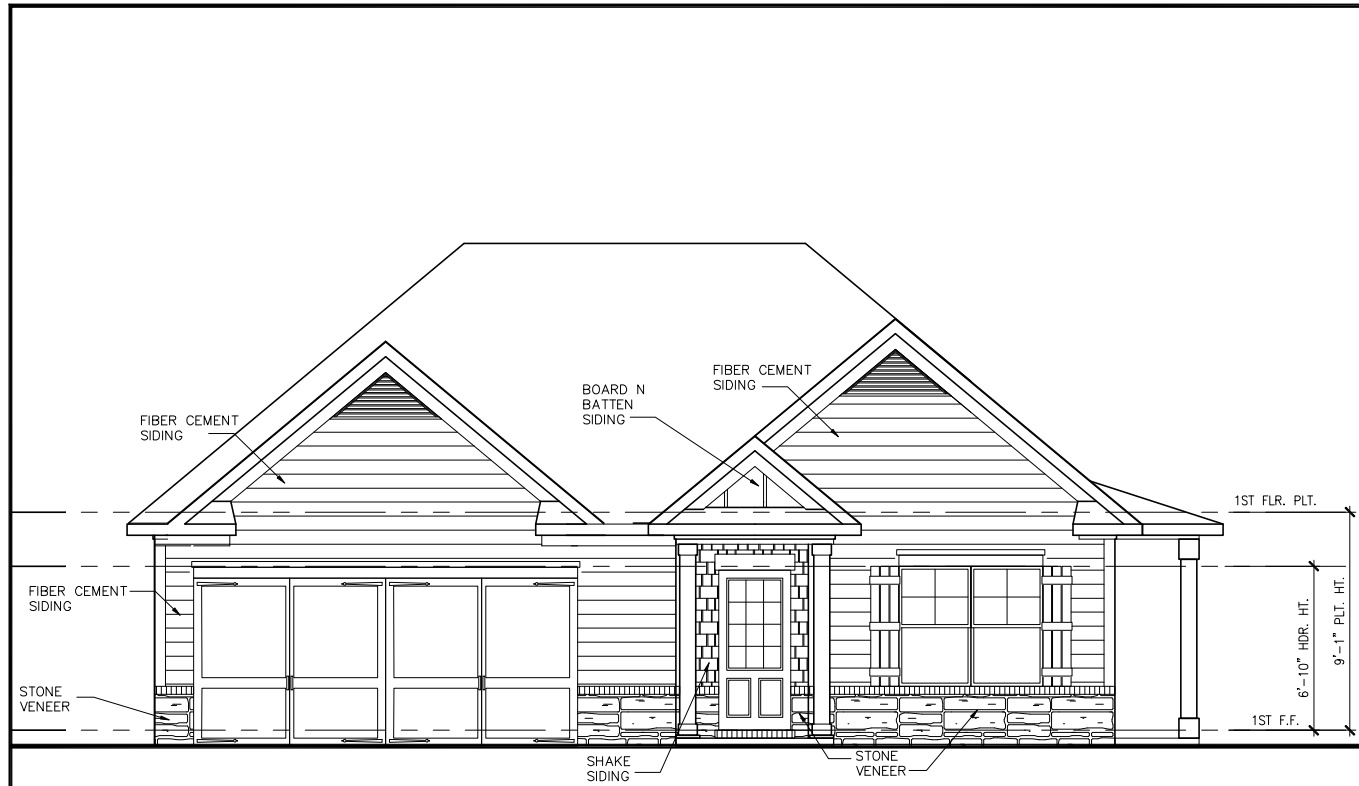 FIBER CEMENT
SIDING
BOARD N
BATTEN
SIDING
FIBER CEMENT
SIDING
1ST FLR. PLT.
FIBER CEMENT
SIDING
6'-10" HDR. HT.
9'-1" PLT. HT.
STONE
VENEER
1ST F.F.
SHAKE
SIDING
STONE
VENEER